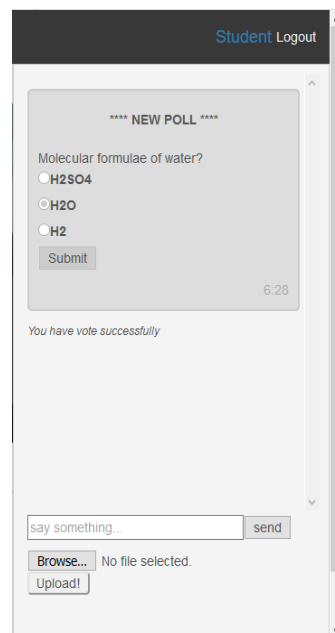 Student Logout
**** NEW POLL ****
Molecular formulae of water?
H2SO4
H2O
H2
Submit
6:28
You have vote successfully
say something...
send
Browse... No file selected.
Upload!